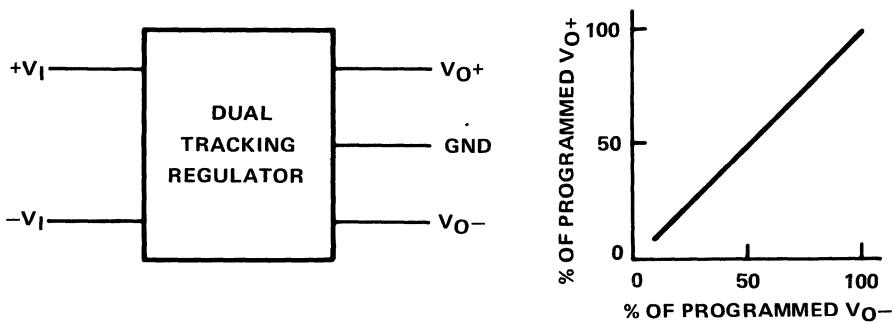 +VI
VO+
DUAL
TRACKING
REGULATOR
GND
−VI
VO−
% OF PROGRAMMED VO+
100
50
0
0
50
100
% OF PROGRAMMED VO−